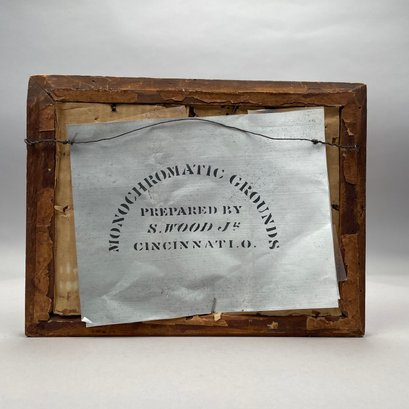 MONOCHROMATIC GROUNDS
PREPARED BY
S. WOOD Jr.
CINCINNATI.O.